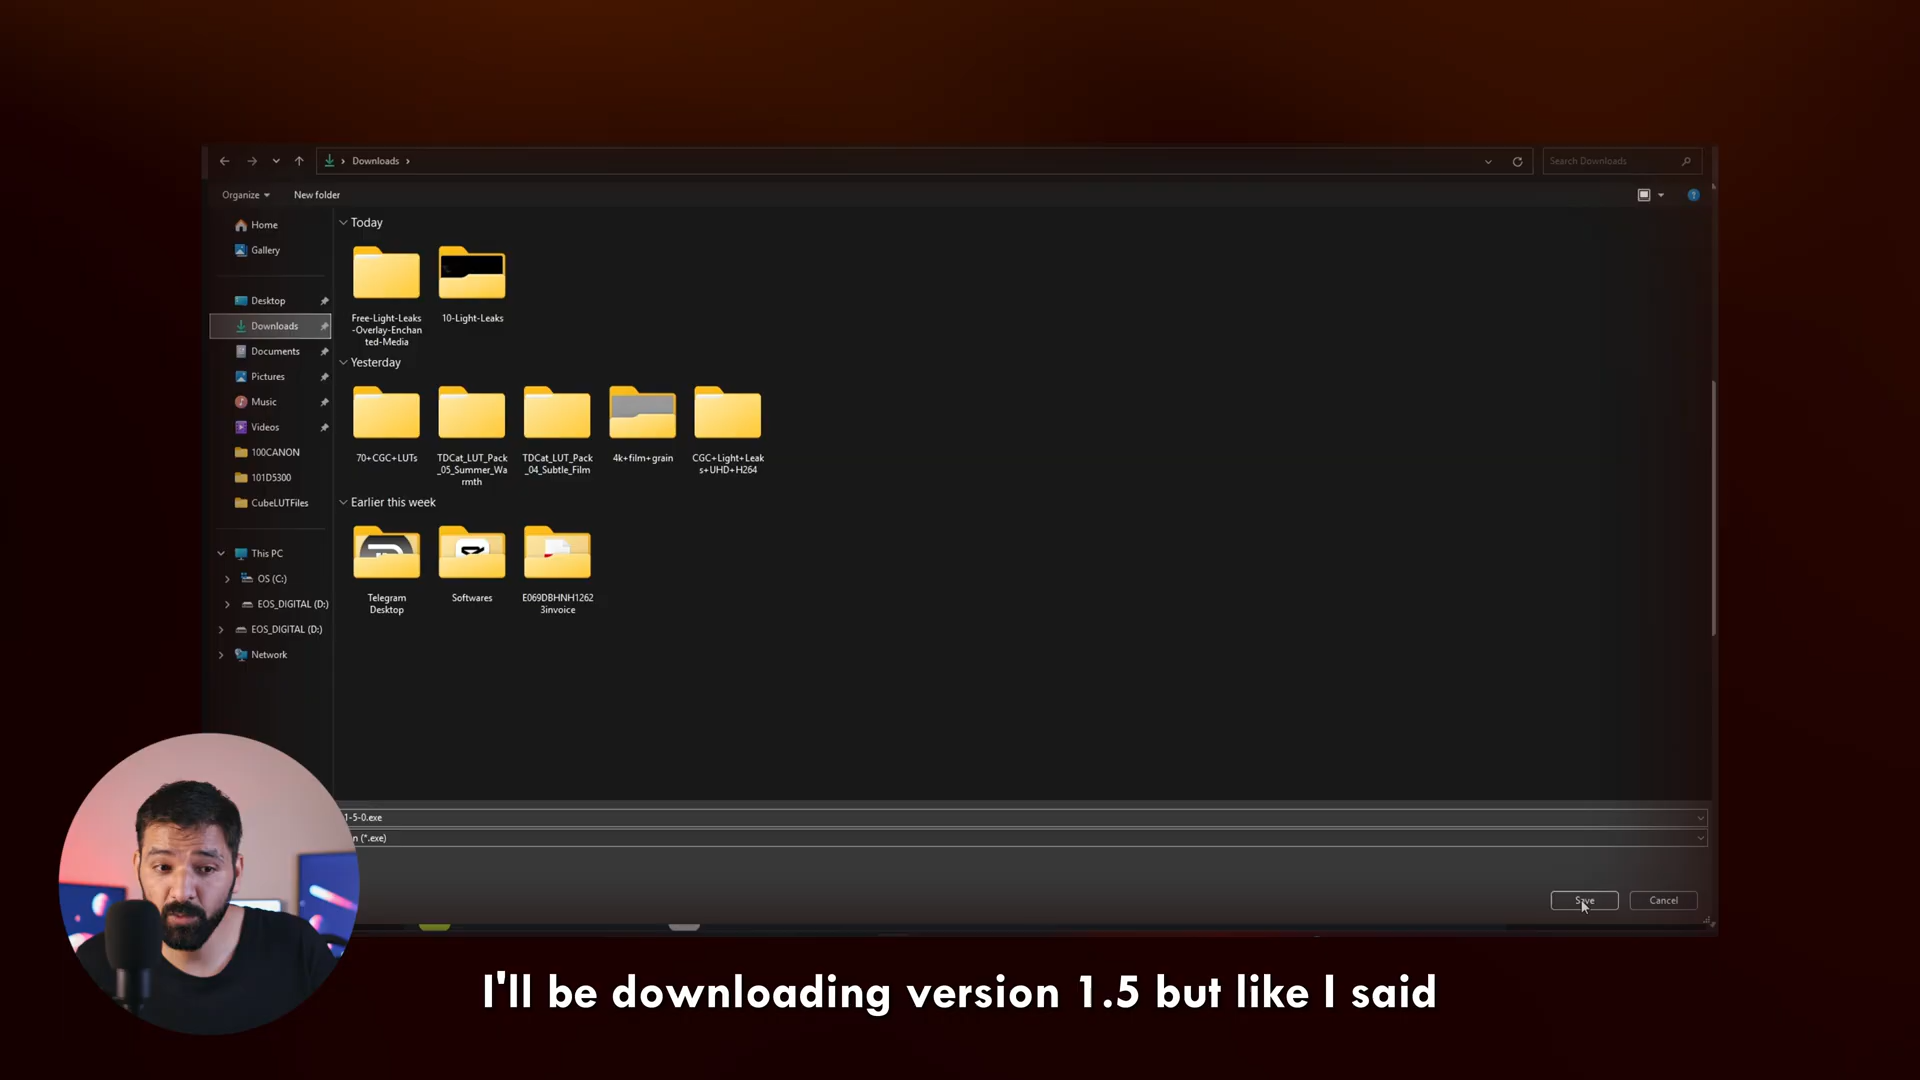 Downloads
Search Downloads
Organize
New folder
Home
Gallery
Desktop
Downloads
Documents
Pictures
Music
Videos
100CANON
101D5300
CubeLUTFiles
This PC
OS (C:)
EOS_DIGITAL (D:)
EOS_DIGITAL (D:)
Network
Today
Free-Light-Leaks
-Overlay-Enchan
ted-Media
10-Light-Leaks
Yesterday
70+CGC+LUTs
TDCat_LUT_Pack
_05_Summer_Wa
rmth
TDCat_LUT_Pack
_04_Subtle_Film
4k+film+grain
CGC+Light+Leak
s+UHD+H264
Earlier this week
Telegram
Desktop
Softwares
E069DBHNH1262
3invoice
1-5-0.exe
n (*.exe)
Save
Cancel
I'll be downloading version 1.5 but like I said